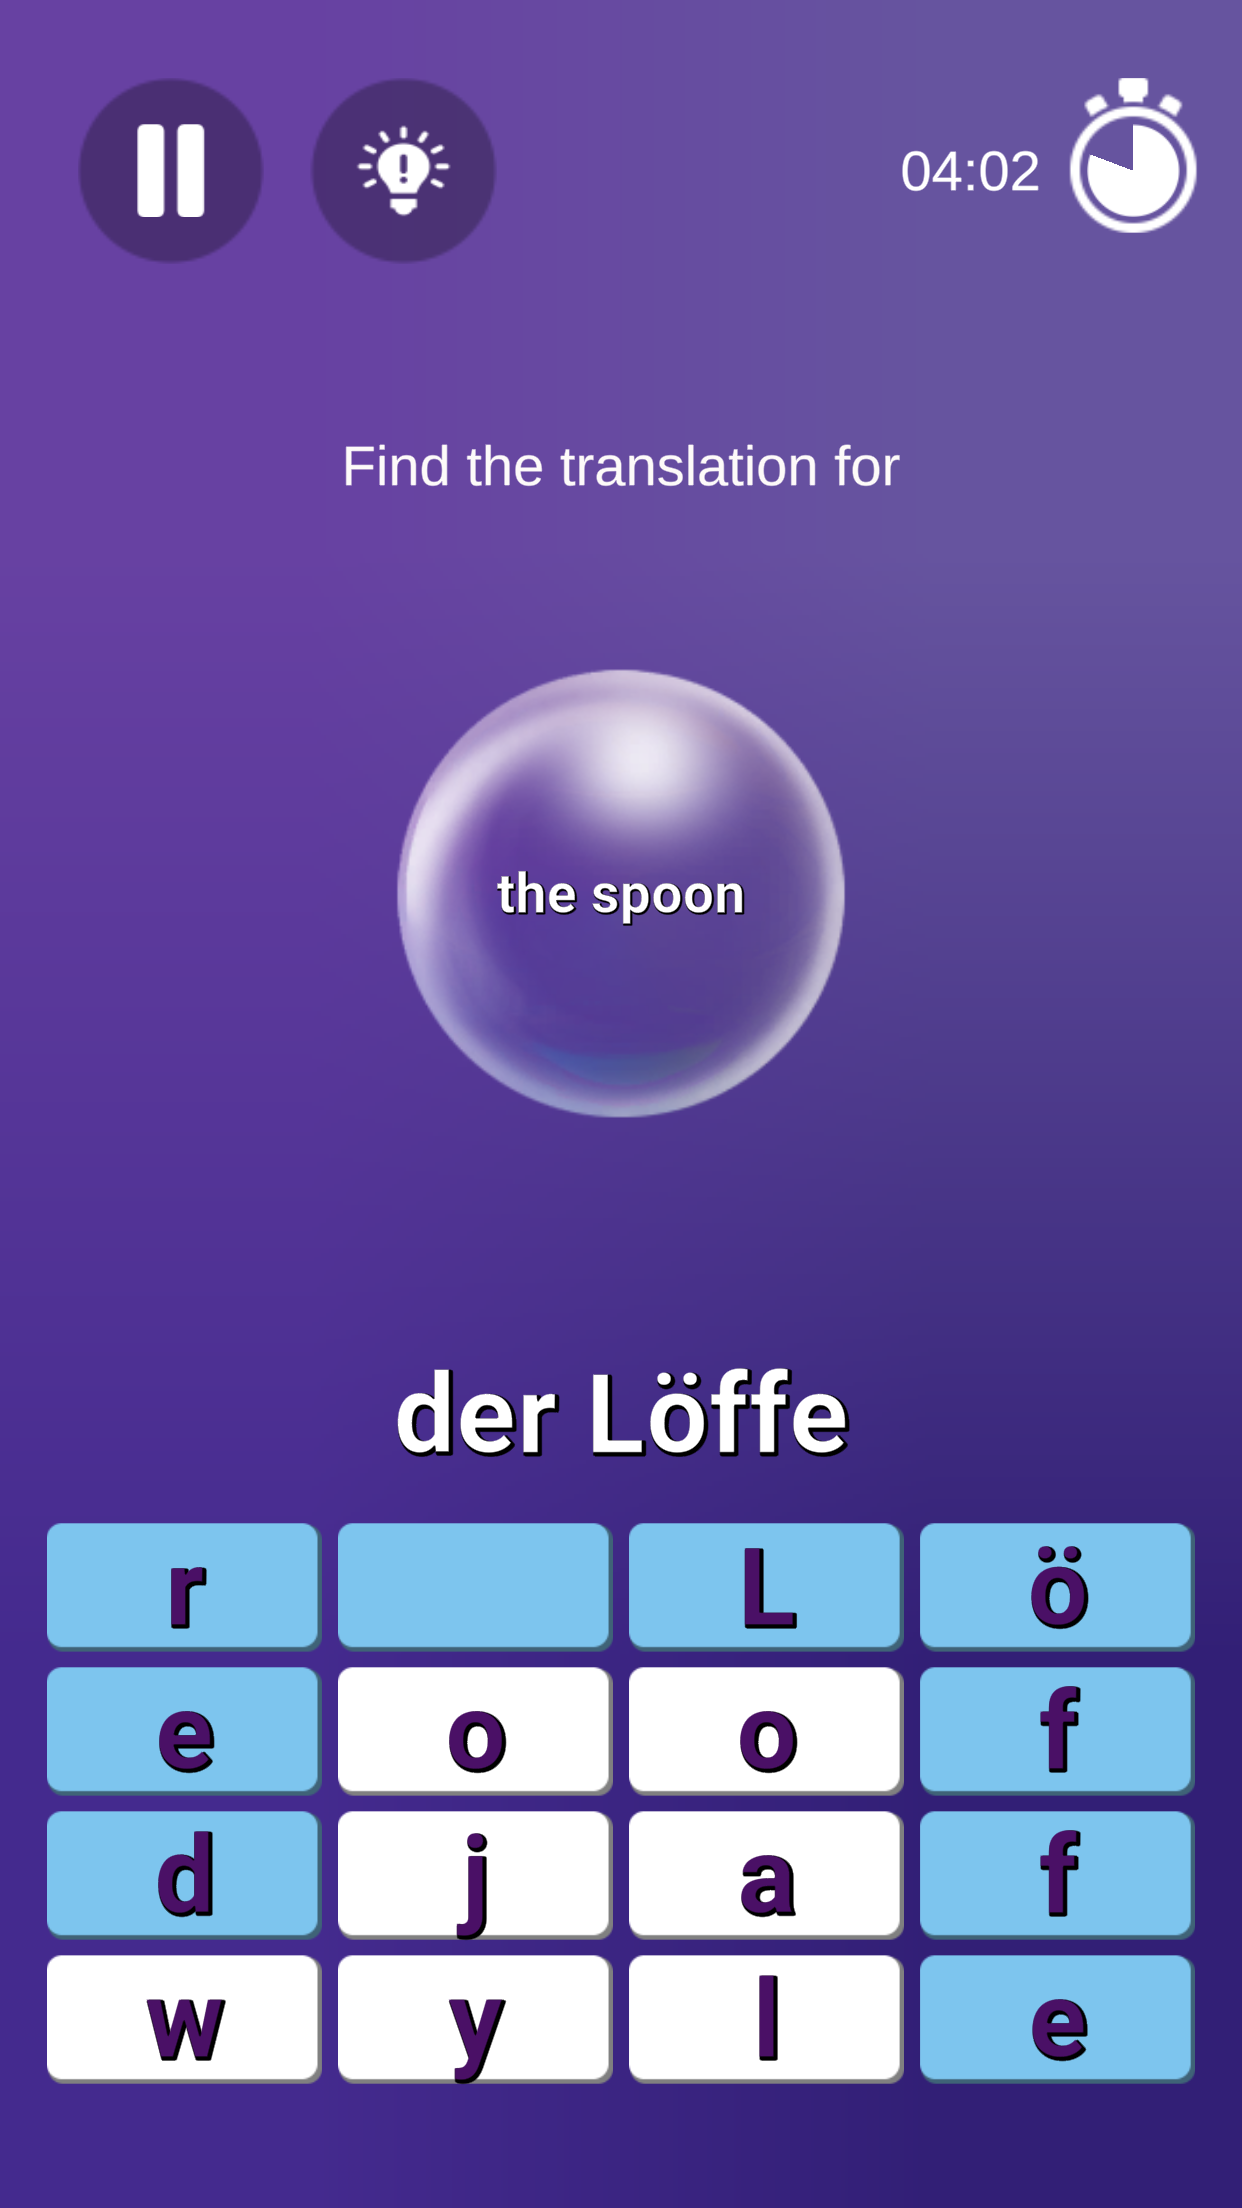 04:02
Find the translation for
the spoon
der Löffe
r L ö
e o o f
d j a f
w y l e